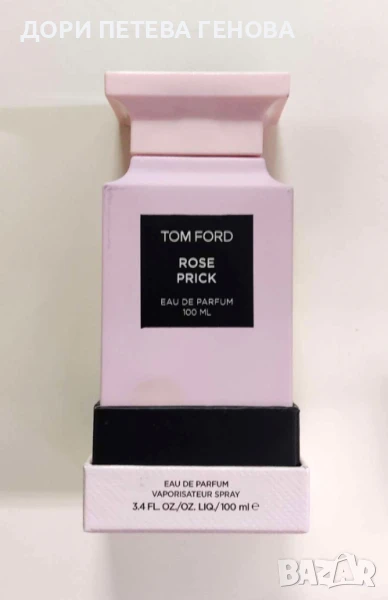 ДОРИ ПЕТЕВА ГЕНОВА
TOM FORD
ROSE
PRICK
EAU DE PARFUM
100 ML
EAU DE PARFUM
VAPORISATEUR SPRAY
3.4 FL. OZ./OZ. LIQ./100 ml e
BAZAR